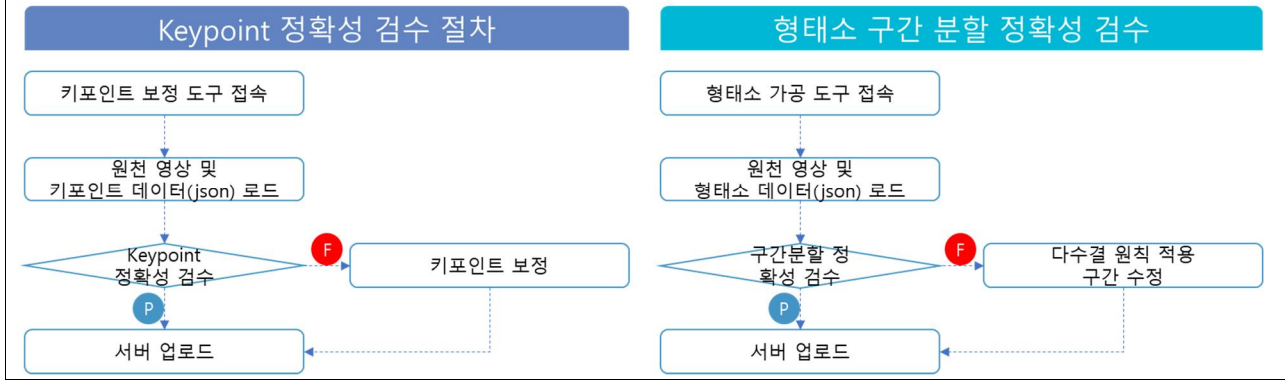 Keypoint 정확성 검수 절차
키포인트 보정 도구 접속
원천 영상 및
키포인트 데이터(json) 로드
Keypoint
정확성 검수
F
키포인트 보정
P
서버 업로드
형태소 구간 분할 정확성 검수
형태소 가공 도구 접속
원천 영상 및
형태소 데이터(json) 로드
구간분할 정
확성 검수
F
다수결 원칙 적용
구간 수정
P
서버 업로드